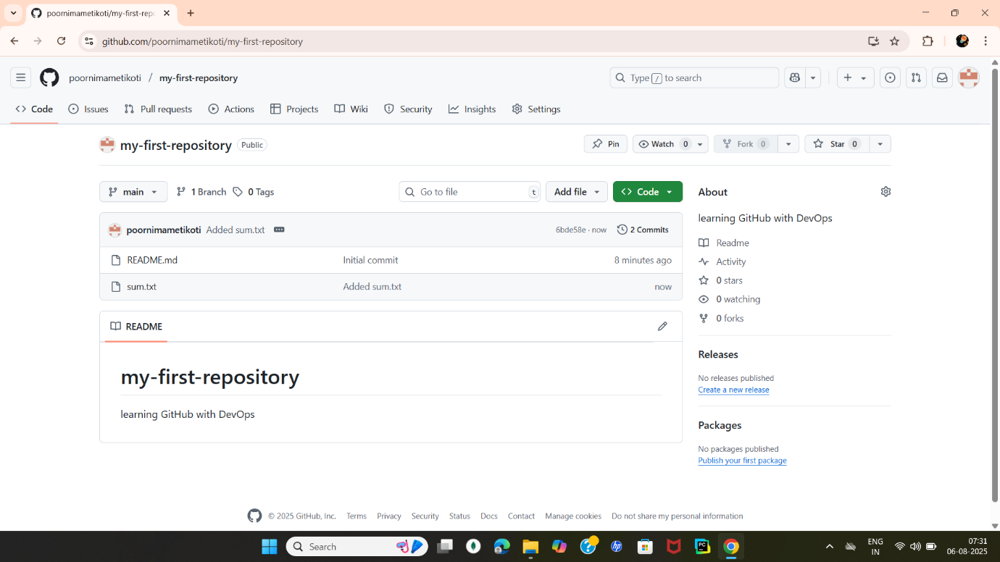 poornimametikoti/my-first-repo
github.com/poornimametikoti/my-first-repository
poornimametikoti / my-first-repository
Type / to search
Code Issues Pull requests Actions Projects Wiki Security Insights Settings
my-first-repository Public
Pin Watch 0 Fork 0 Star 0
main 1 Branch 0 Tags Go to file t Add file Code
poornimametikoti Added sum.txt 6bde58e · now 2 Commits
README.md Initial commit 8 minutes ago
sum.txt Added sum.txt now
README
my-first-repository
learning GitHub with DevOps
About
learning GitHub with DevOps
Readme
Activity
0 stars
0 watching
0 forks
Releases
No releases published
Create a new release
Packages
No packages published
Publish your first package
© 2025 GitHub, Inc. Terms Privacy Security Status Docs Contact Manage cookies Do not share my personal information
Search
PC
hp
ENG
IN
07:31
06-08-2025